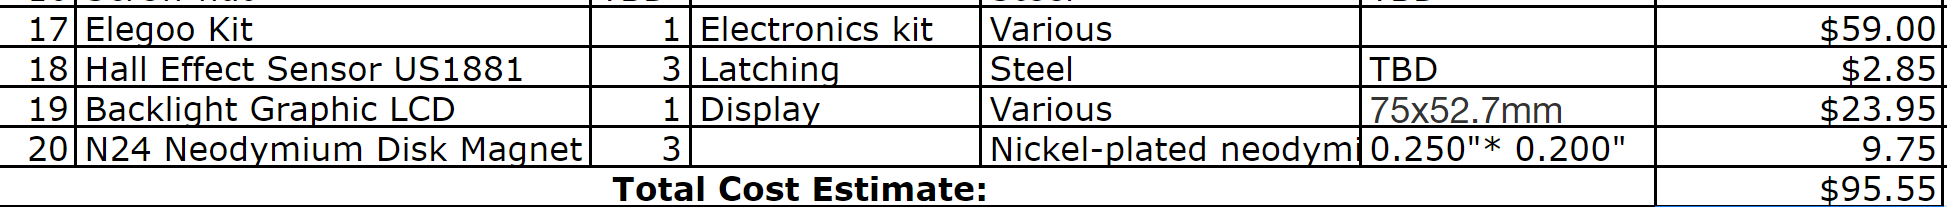 17 Elegoo Kit 1 Electronics kit Various $59.00
18 Hall Effect Sensor US1881 3 Latching Steel TBD $2.85
19 Backlight Graphic LCD 1 Display Various 75x52.7mm $23.95
20 N24 Neodymium Disk Magnet 3 Nickel-plated neodymi 0.250"* 0.200" 9.75
Total Cost Estimate: $95.55